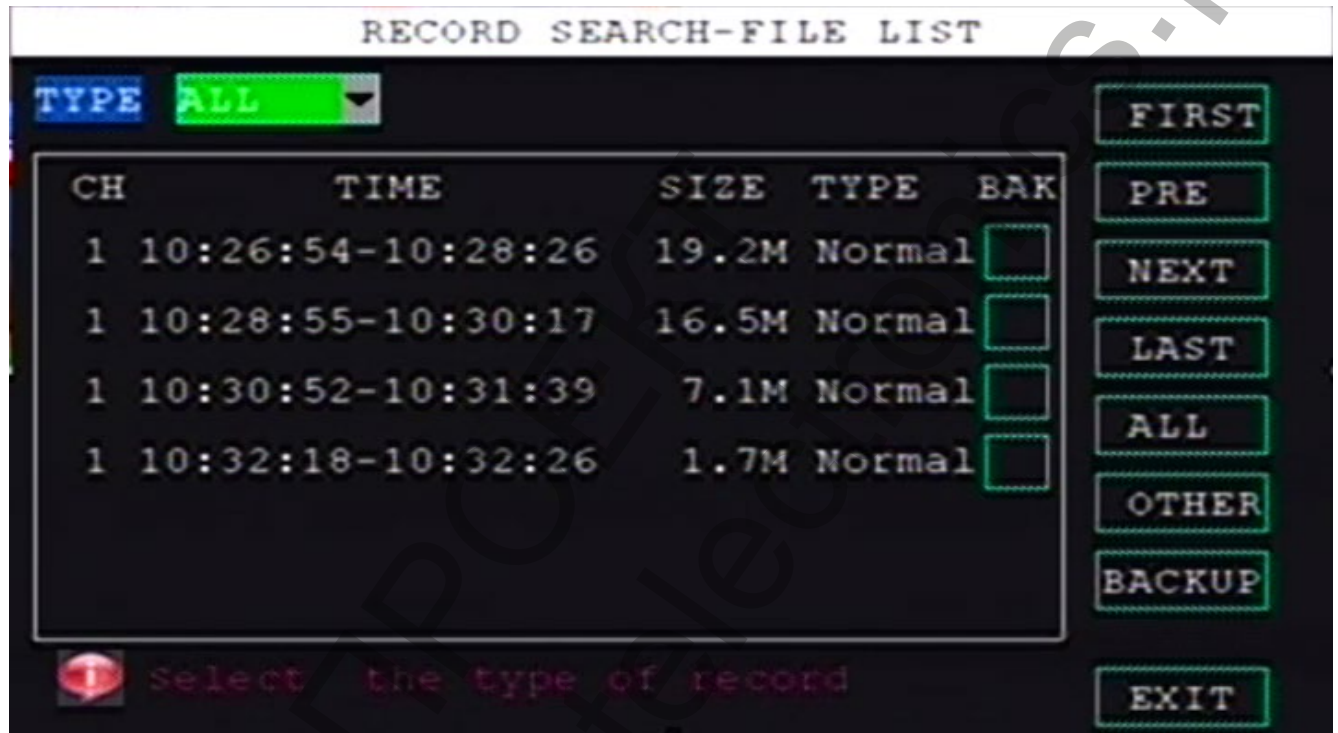 RECORD SEARCH-FILE LIST
TYPE ALL
FIRST
CH TIME SIZE TYPE BAK
PRE
1 10:26:54-10:28:26 19.2M Normal
NEXT
1 10:28:55-10:30:17 16.5M Normal
LAST
1 10:30:52-10:31:39 7.1M Normal
ALL
1 10:32:18-10:32:26 1.7M Normal
OTHER
BACKUP
Select the type of record
EXIT